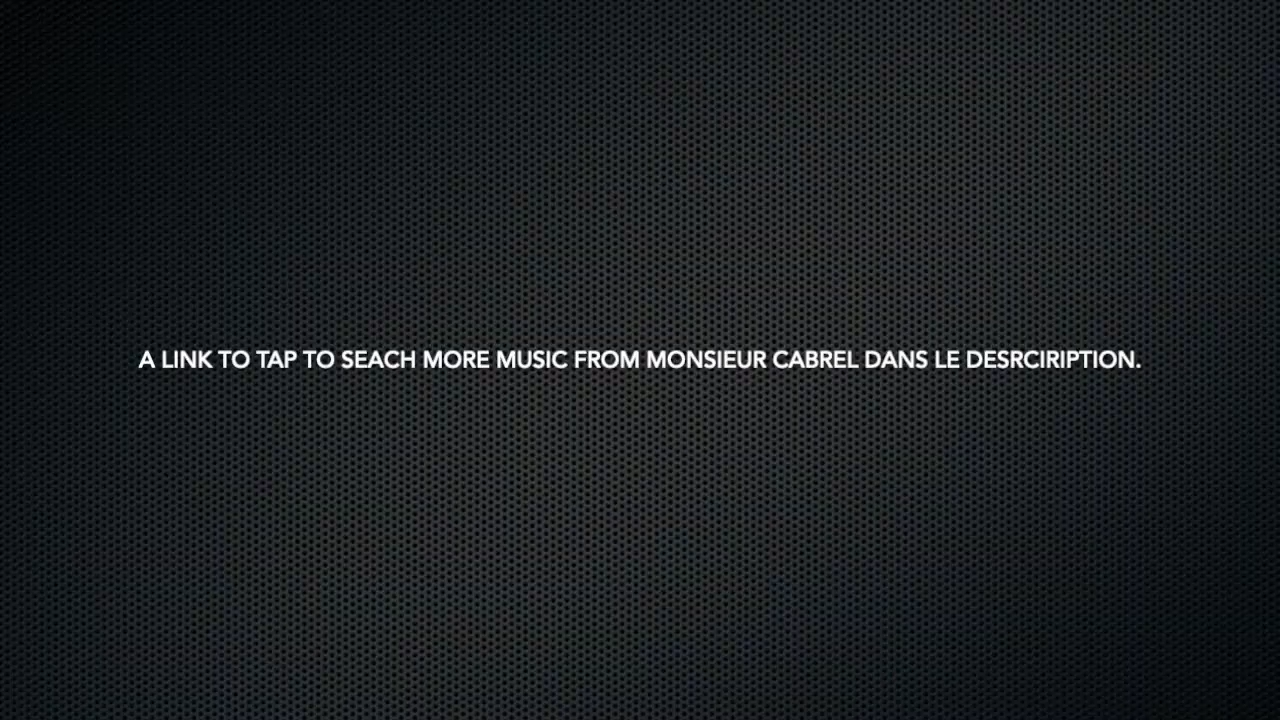 A LINK TO TAP TO SEACH MORE MUSIC FROM MONSIEUR CABREL DANS LE DESRCIRIPTION.